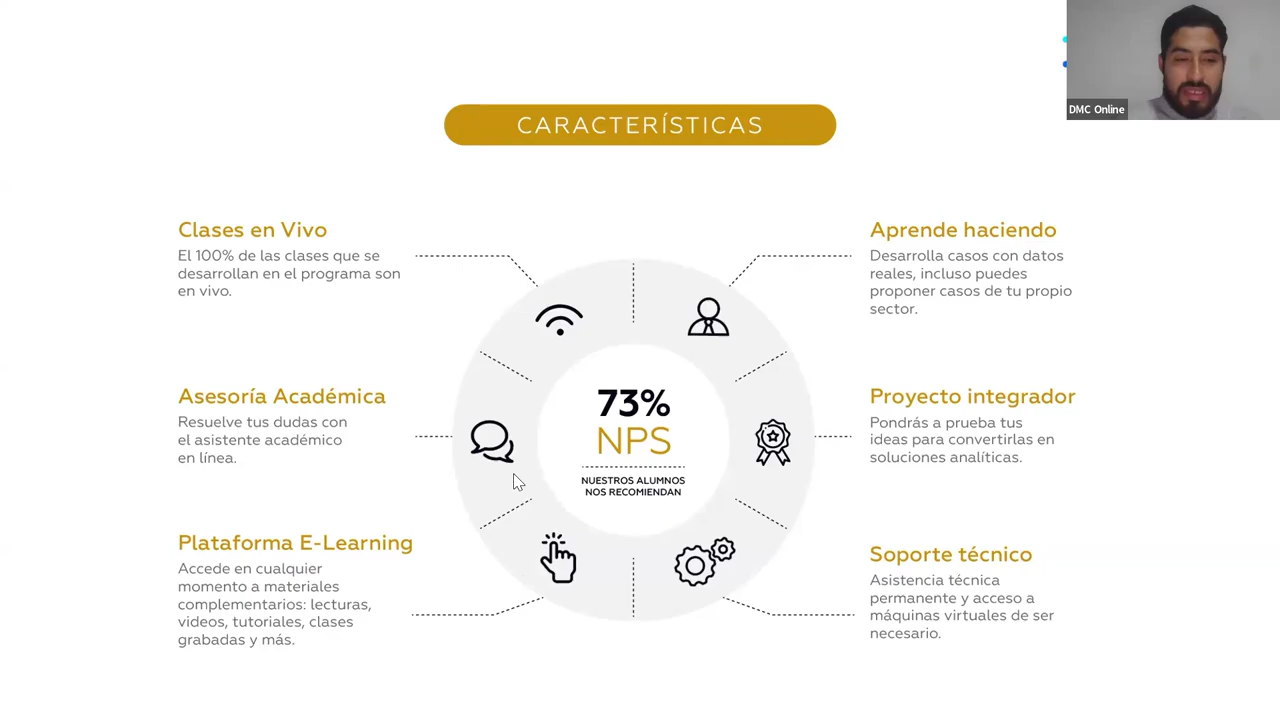 DMC Online
CARACTERÍSTICAS
Clases en Vivo
El 100% de las clases que se
desarrollan en el programa son
en vivo.
Aprende haciendo
Desarrolla casos con datos
reales, incluso puedes
proponer casos de tu propio
sector.
Asesoría Académica
Resuelve tus dudas con
el asistente académico
en línea.
73%
NPS
NUESTROS ALUMNOS
NOS RECOMIENDAN
Proyecto integrador
Pondrás a prueba tus
ideas para convertirlas en
soluciones analíticas.
Plataforma E-Learning
Accede en cualquier
momento a materiales
complementarios: lecturas,
videos, tutoriales, clases
grabadas y más.
Soporte técnico
Asistencia técnica
permanente y acceso a
máquinas virtuales de ser
necesario.